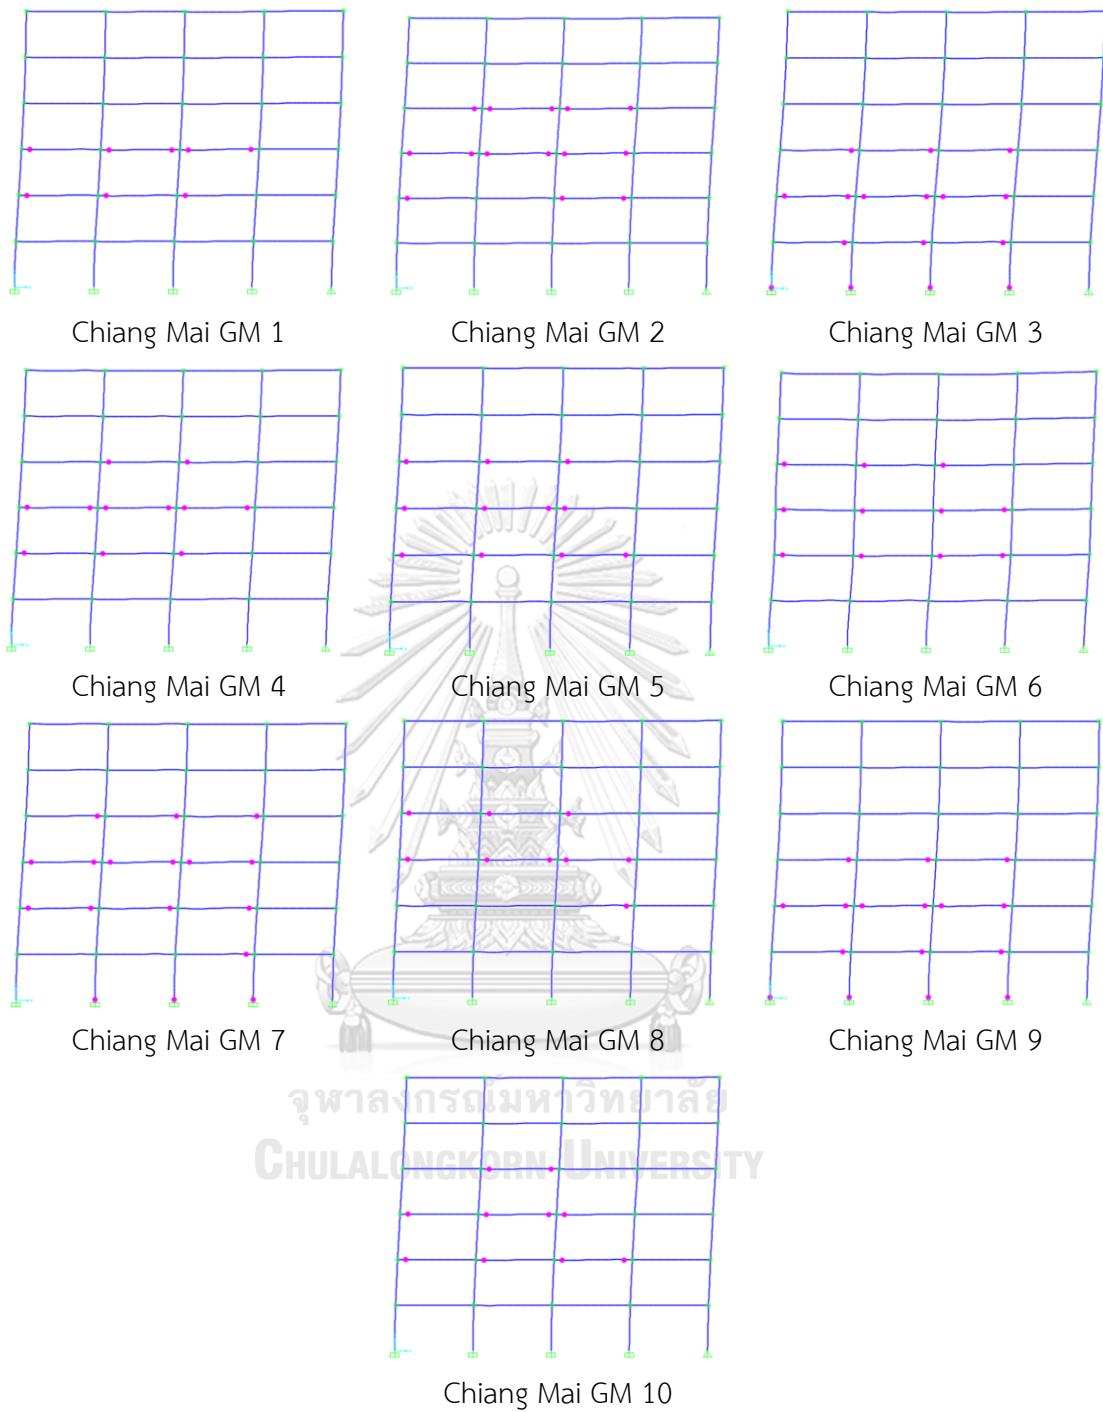 Chiang Mai GM 1
Chiang Mai GM 2
Chiang Mai GM 3
Chiang Mai GM 4
Chiang Mai GM 5
Chiang Mai GM 6
Chiang Mai GM 7
Chiang Mai GM 8
Chiang Mai GM 9
จุฬาลงกรณ์มหาวิทยาลัย
CHULALONGKORN UNIVERSITY
Chiang Mai GM 10